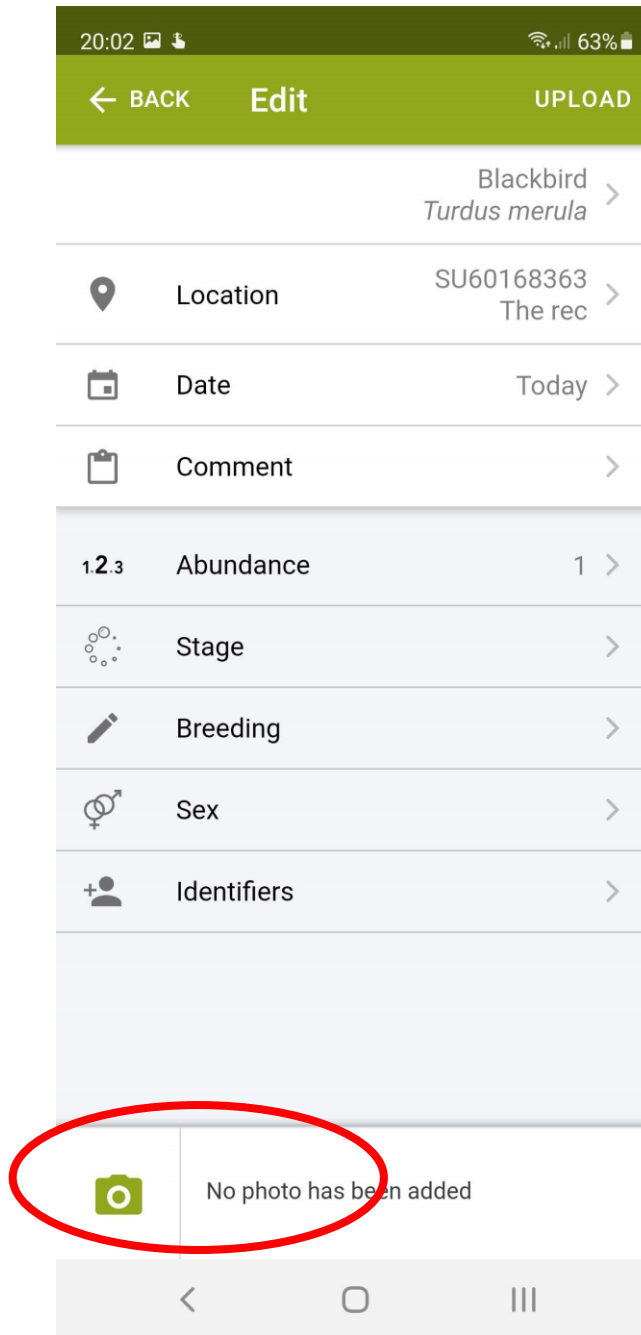 20:02 63%
BACK Edit UPLOAD
Blackbird
Turdus merula
Location SU60168363
The rec
Date Today
Comment
1.2.3 Abundance 1
Stage
Breeding
Sex
Identifiers
No photo has been added